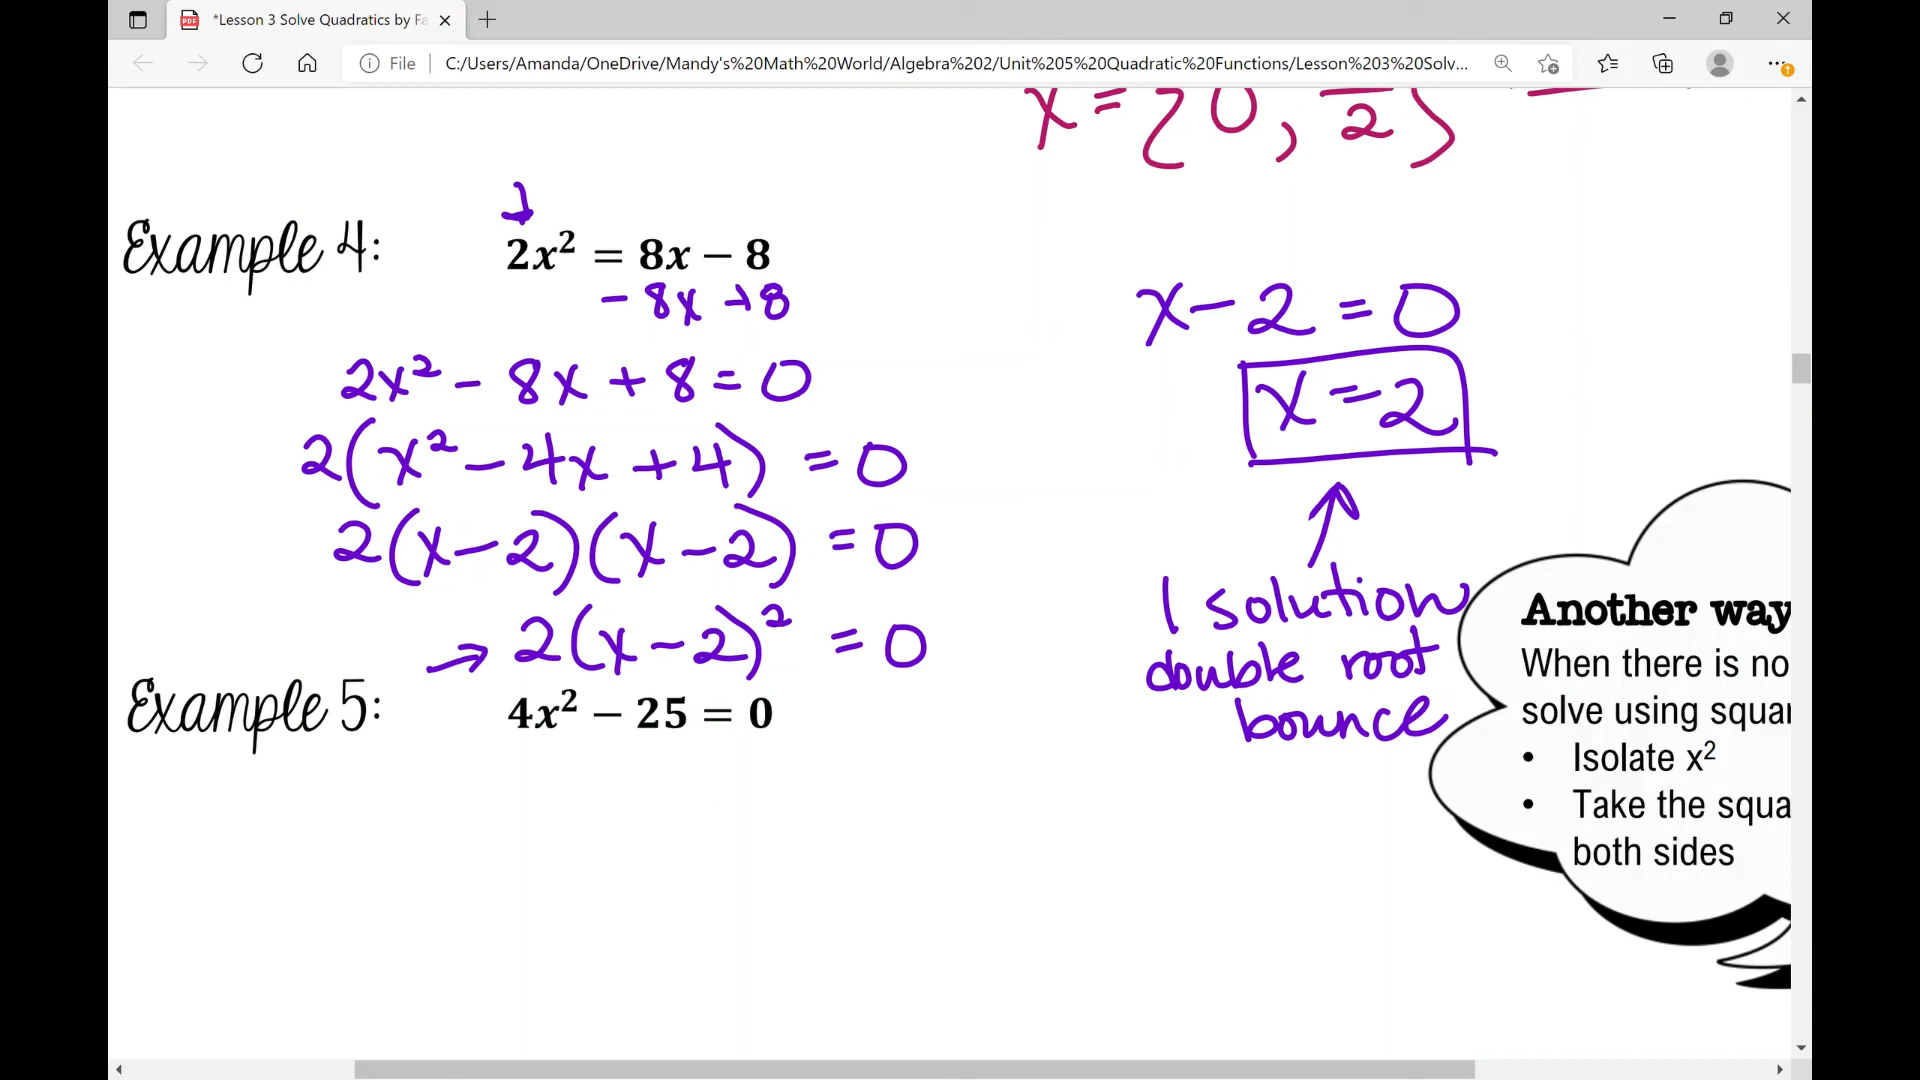 *Lesson 3 Solve Quadratics by Fa
File
C:/Users/Amanda/OneDrive/Mandy's%20Math%20World/Algebra%202/Unit%205%20Quadratic%20Functions/Lesson%203%20Solv...
x = {0, /2}
Example 4:
2x² = 8x − 8
− 8x + 8
2x² − 8x + 8 = 0
2(x² − 4x + 4) = 0
2(x − 2)(x − 2) = 0
→ 2(x − 2)² = 0
x − 2 = 0
x = 2
1 solution
double root
bounce
Example 5:
4x² − 25 = 0
Another way
When there is no
solve using squar
• Isolate x²
• Take the squa
both sides